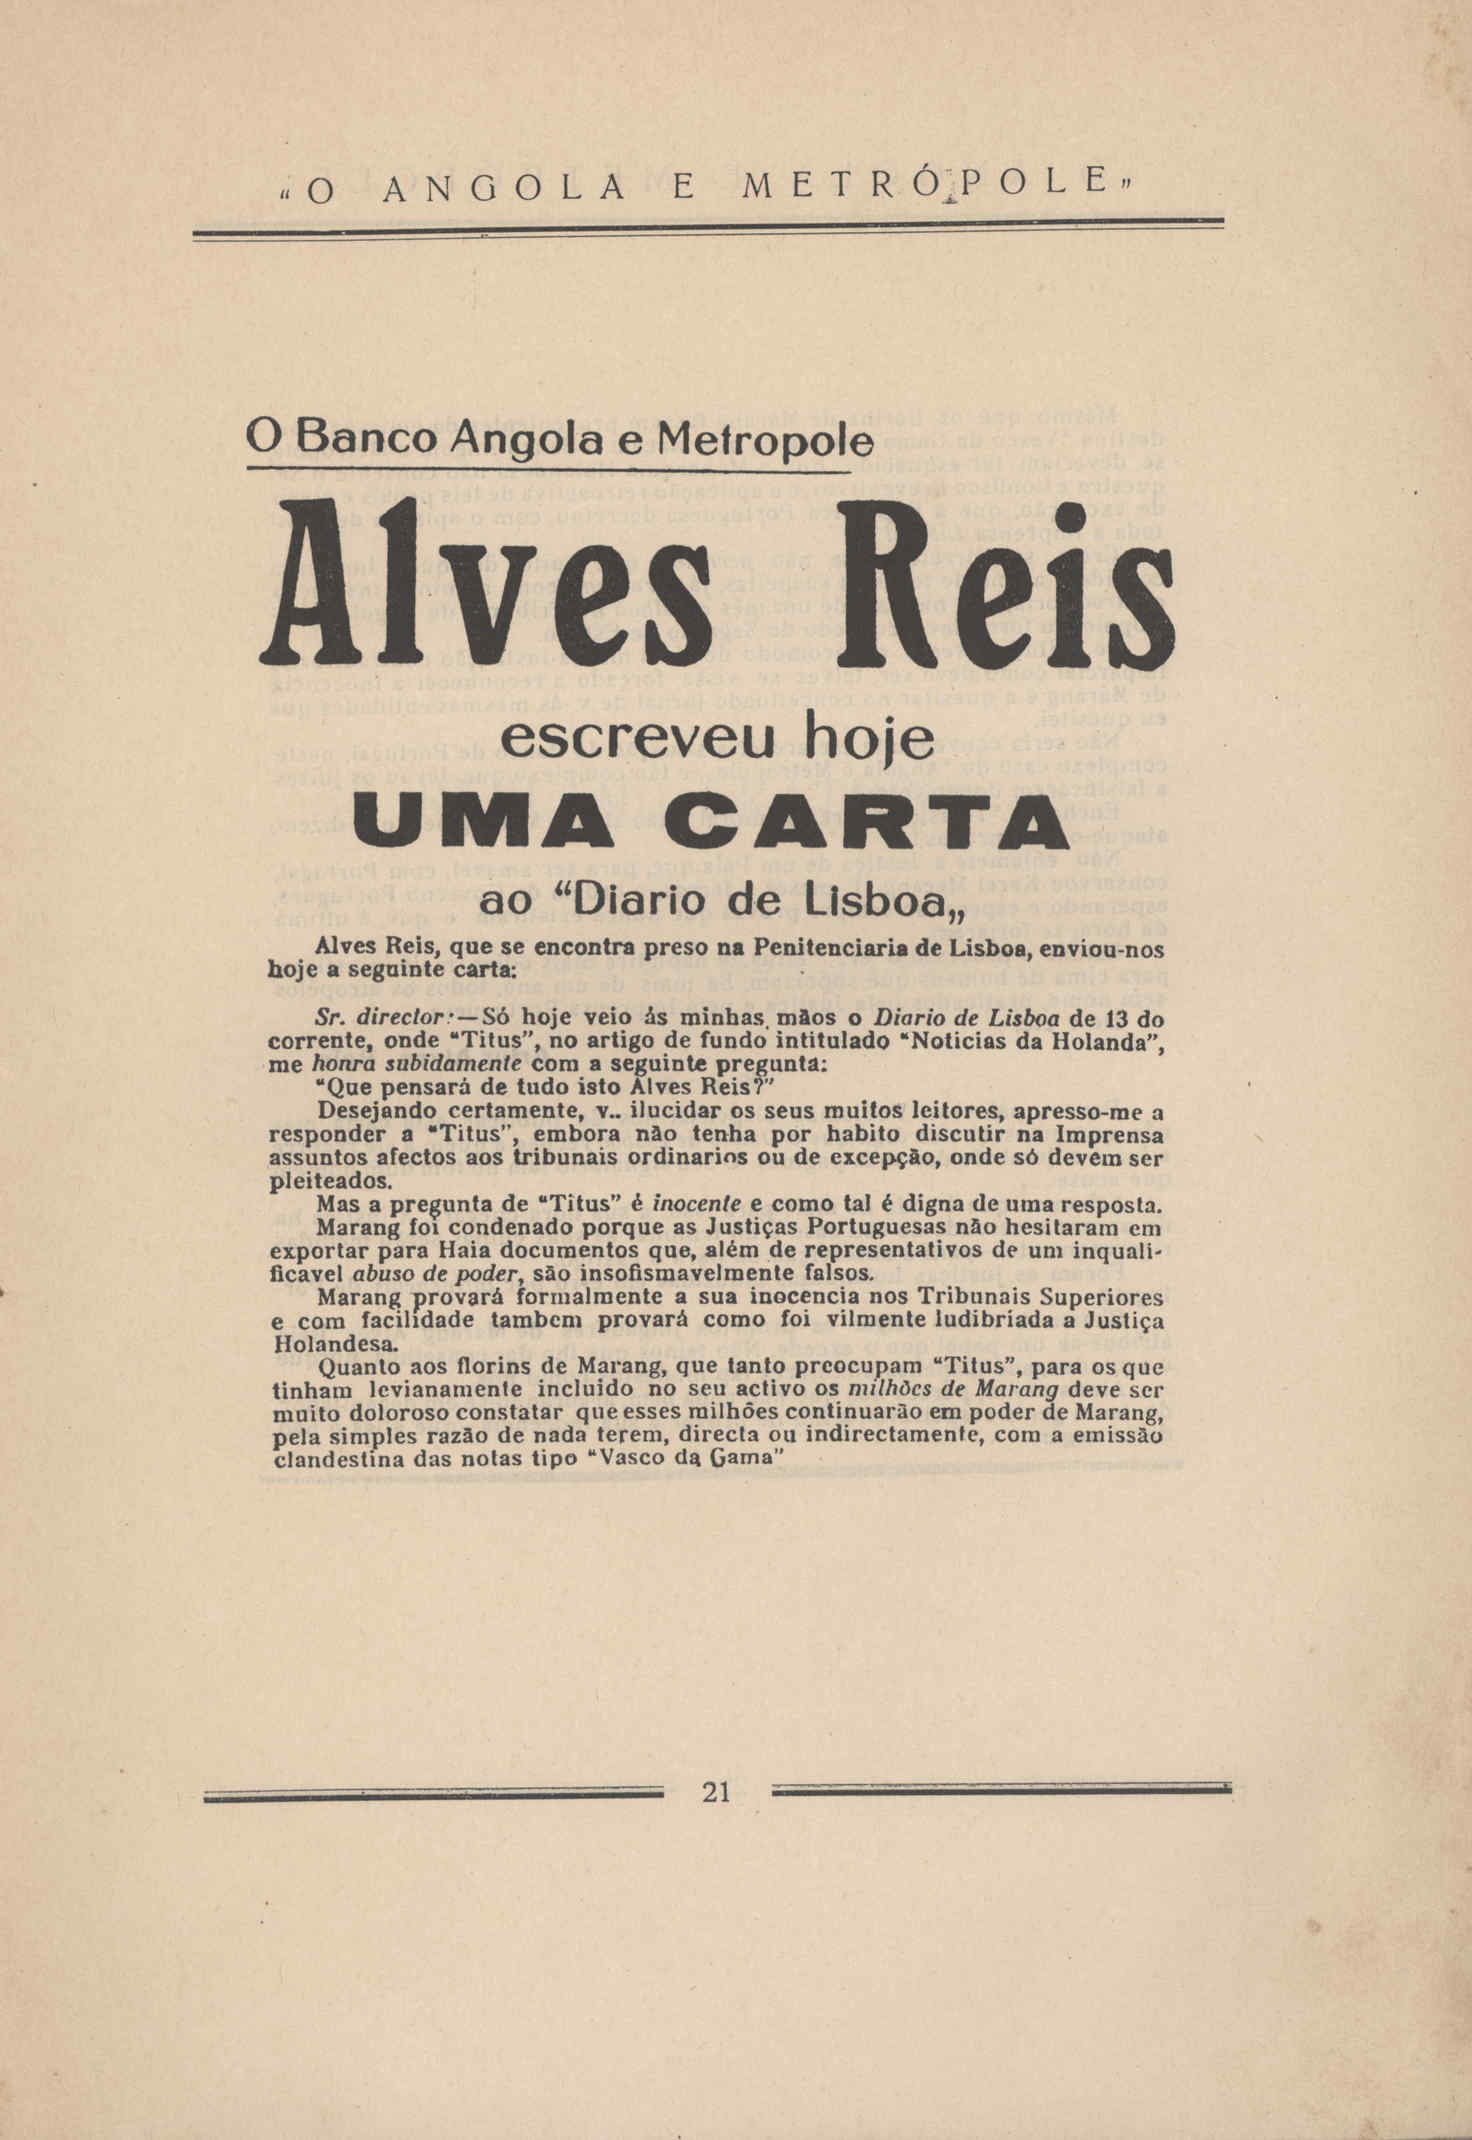 “O ANGOLA E METRÓPOLE„
O Banco Angola e Metropole
Alves Reis
escreveu hoje
UMA CARTA
ao “Diario de Lisboa„
Alves Reis, que se encontra preso na Penitenciaria de Lisboa, enviou-nos
hoje a seguinte carta:
Sr. director:—Só hoje veio ás minhas mãos o Diario de Lisboa de 13 do
corrente, onde “Titus”, no artigo de fundo intitulado “Noticias da Holanda”,
me honra subidamente com a seguinte pregunta:
“Que pensará de tudo isto Alves Reis?”
Desejando certamente, v.. ilucidar os seus muitos leitores, apresso-me a
responder a “Titus”, embora não tenha por habito discutir na Imprensa
assuntos afectos aos tribunais ordinarios ou de excepção, onde só devem ser
pleiteados.
Mas a pregunta de “Titus” é inocente e como tal é digna de uma resposta.
Marang foi condenado porque as Justiças Portuguesas não hesitaram em
exportar para Haia documentos que, além de representativos de um inquali-
ficavel abuso de poder, são insofismavelmente falsos.
Marang provará formalmente a sua inocencia nos Tribunais Superiores
e com facilidade tambem provará como foi vilmente ludibriada a Justiça
Holandesa.
Quanto aos florins de Marang, que tanto preocupam “Titus”, para os que
tinham levianamente incluido no seu activo os milhões de Marang deve ser
muito doloroso constatar que esses milhões continuarão em poder de Marang,
pela simples razão de nada terem, directa ou indirectamente, com a emissão
clandestina das notas tipo “Vasco da Gama”
21